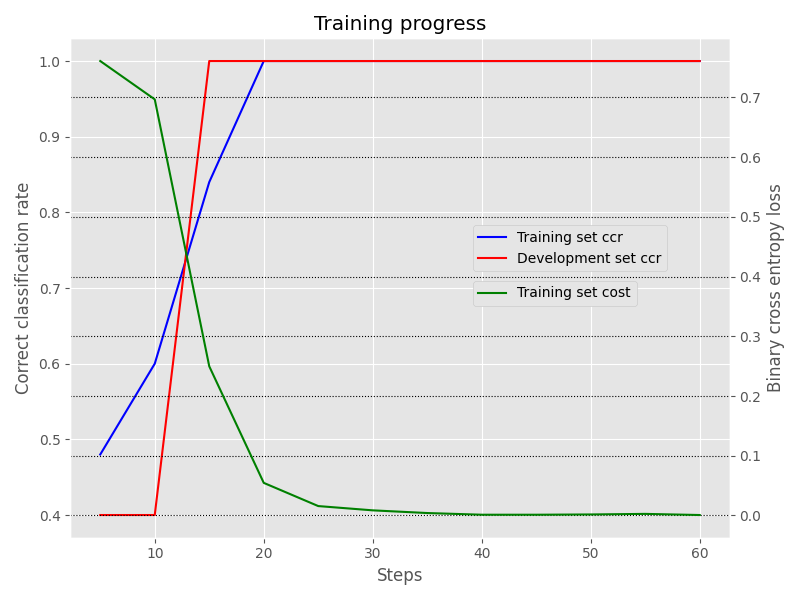 Training progress
Correct classification rate
1.0
0.9
0.8
0.7
0.6
0.5
0.4
0.7
0.6
0.5
0.4
0.3
0.2
0.1
0.0
Binary cross entropy loss
Training set ccr
Development set ccr
Training set cost
10 20 30 40 50 60
Steps